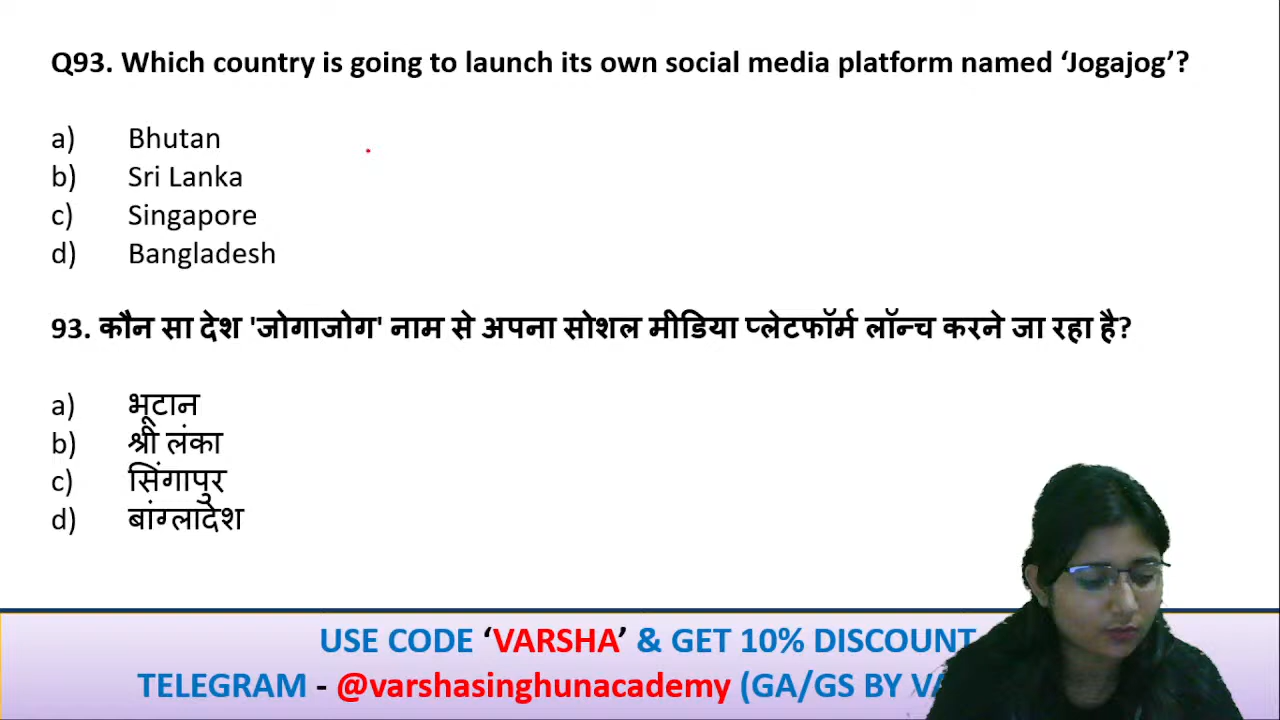 Q93. Which country is going to launch its own social media platform named ‘Jogajog’?
a) Bhutan
b) Sri Lanka
c) Singapore
d) Bangladesh
93. कौन सा देश 'जोगाजोग' नाम से अपना सोशल मीडिया प्लेटफॉर्म लॉन्च करने जा रहा है?
a) भूटान
b) श्री लंका
c) सिंगापुर
d) बांग्लादेश
USE CODE ‘VARSHA’ & GET 10% DISCOUNT
TELEGRAM - @varshasinghunacademy (GA/GS BY